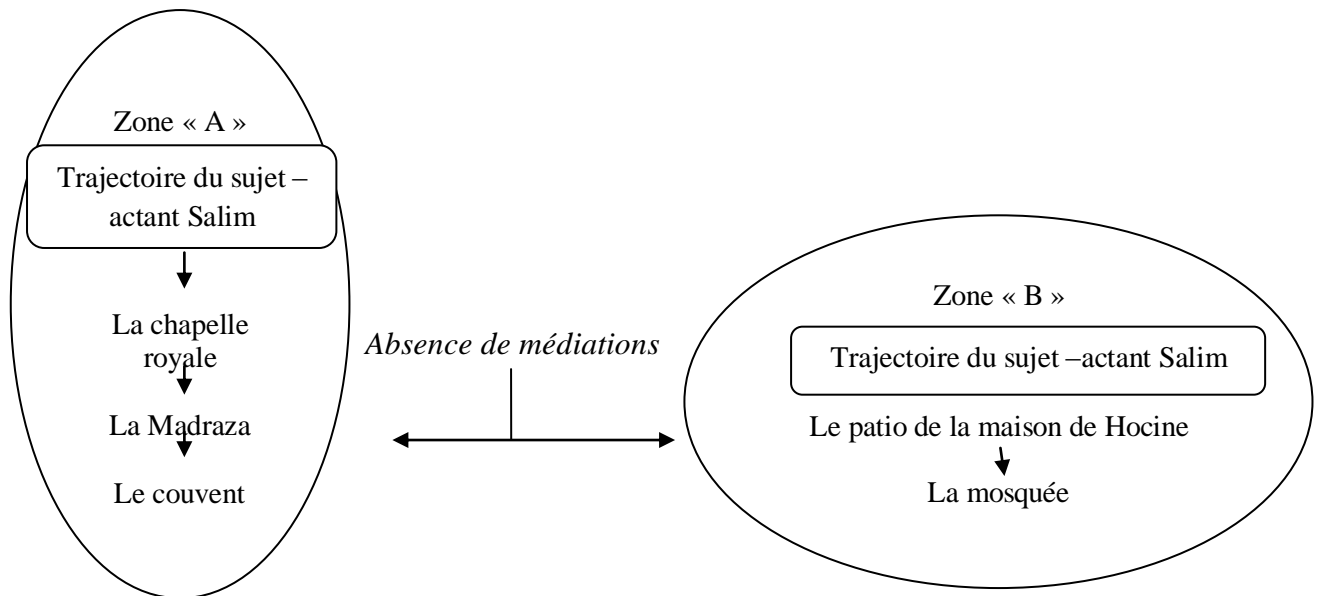 Zone « A »
Trajectoire du sujet –
actant Salim
La chapelle
royale
La Madraza
Le couvent
Absence de médiations
Zone « B »
Trajectoire du sujet –actant Salim
Le patio de la maison de Hocine
La mosquée